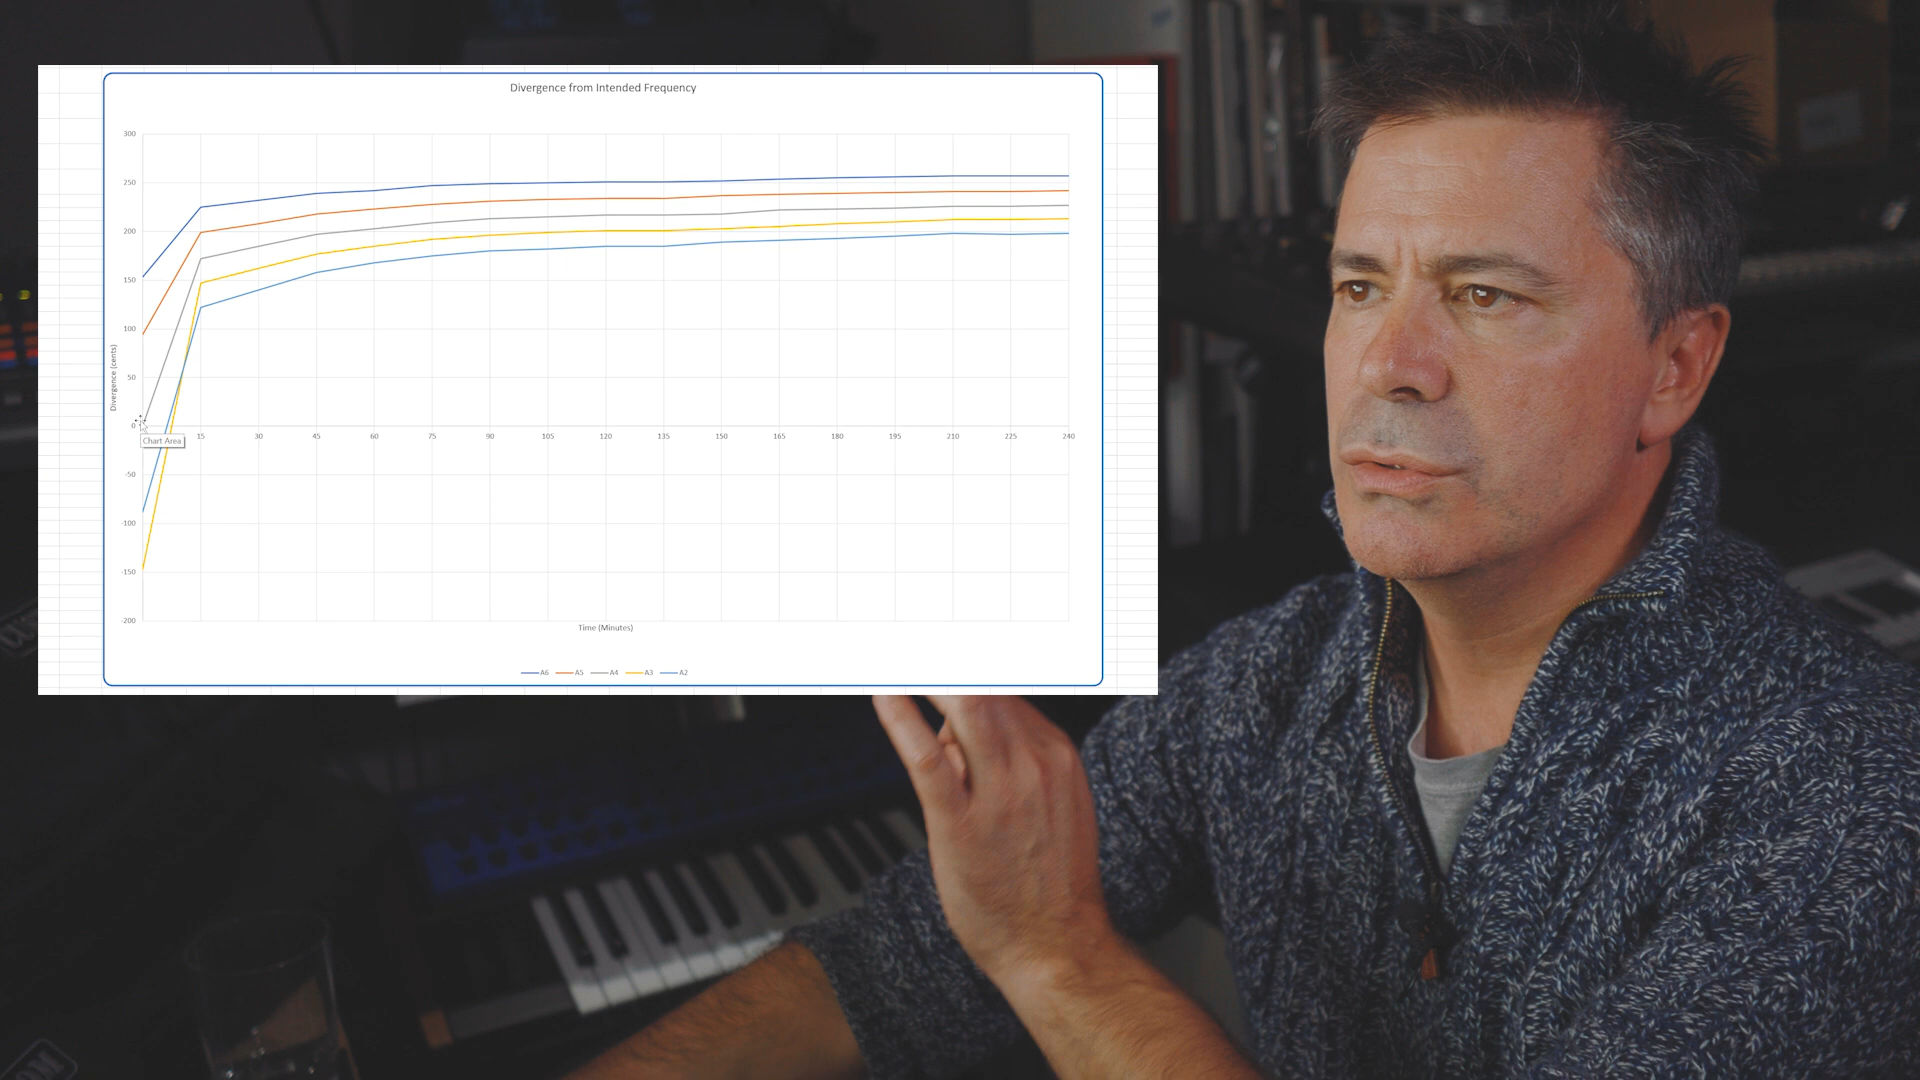 Divergence from Intended Frequency
300
250
200
150
100
50
0
-50
-100
-150
-200
Divergence (cents)
15 30 45 60 75 90 105 120 135 150 165 180 195 210 225 240
Chart Area
Time (Minutes)
A6 A5 A4 A3 A2